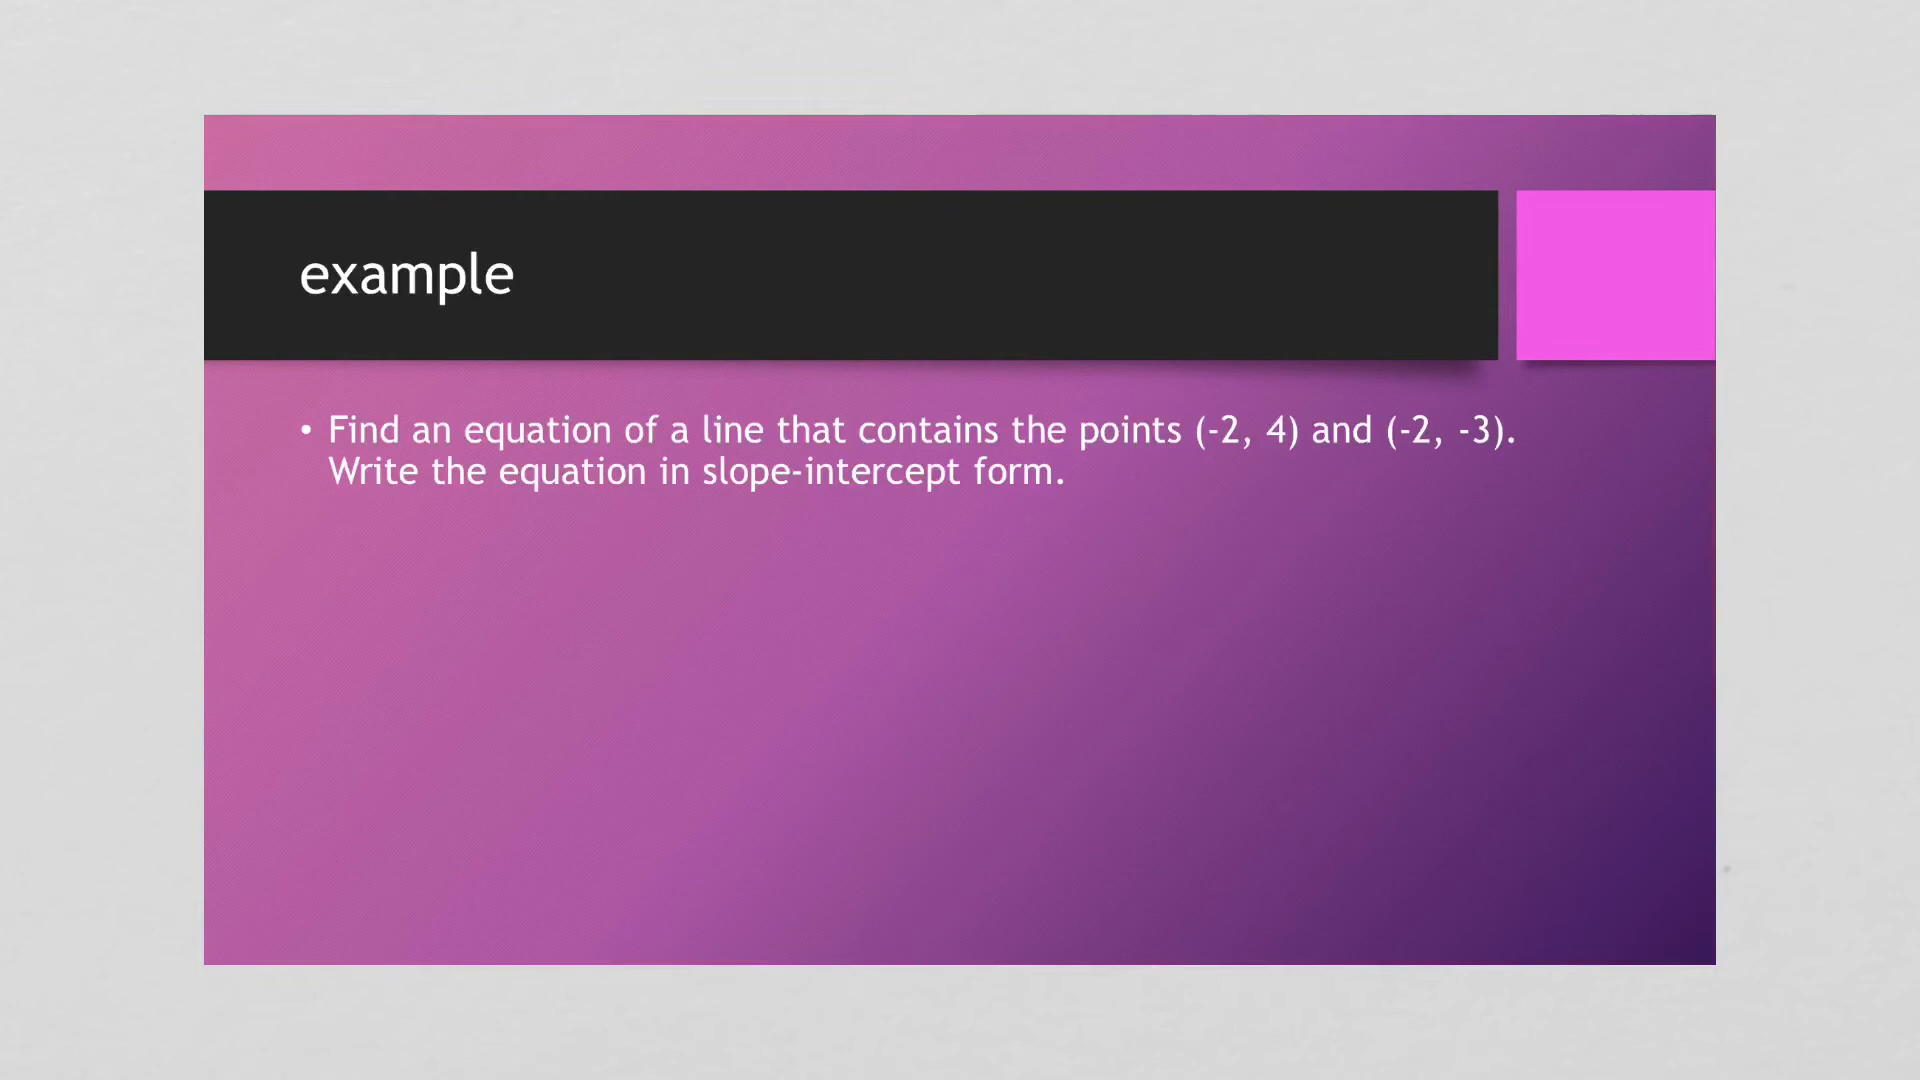 example
• Find an equation of a line that contains the points (-2, 4) and (-2, -3).
Write the equation in slope-intercept form.